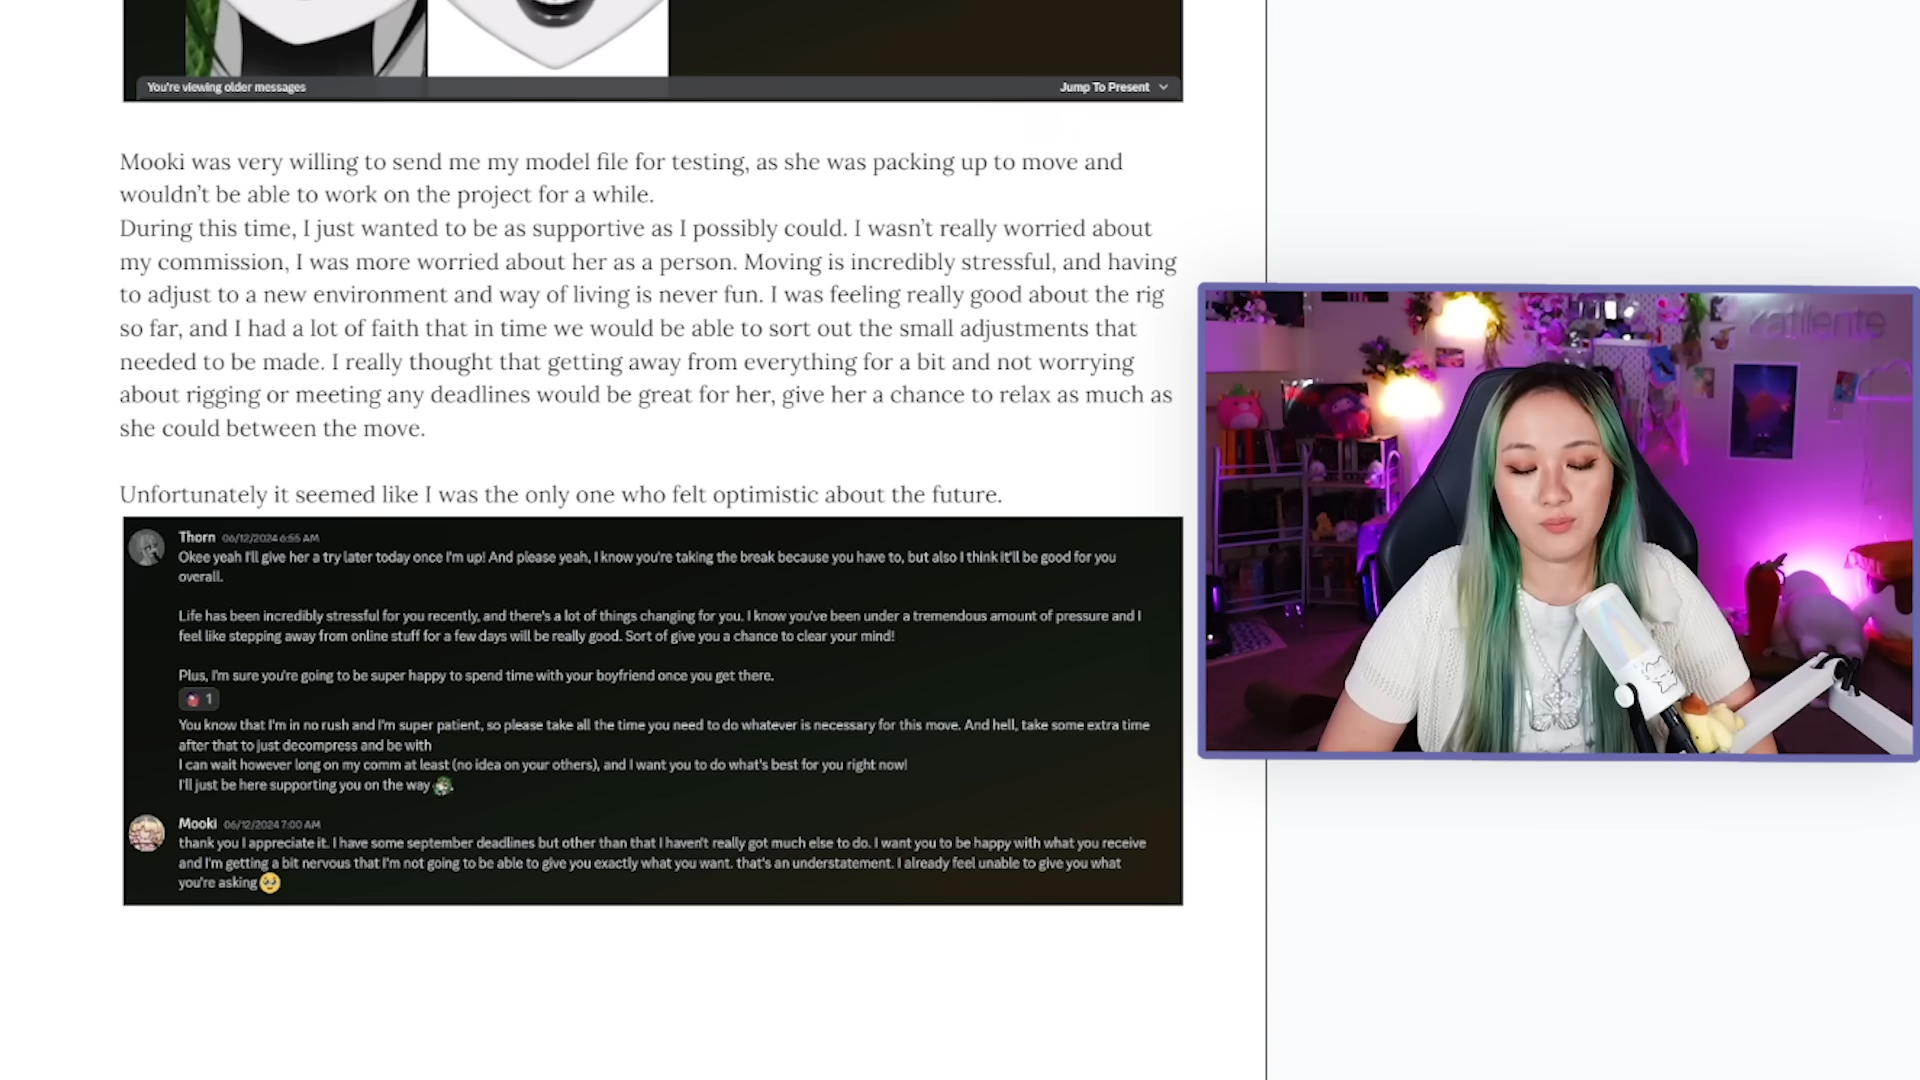 You're viewing older messages
Jump To Present
Mooki was very willing to send me my model file for testing, as she was packing up to move and
wouldn’t be able to work on the project for a while.
During this time, I just wanted to be as supportive as I possibly could. I wasn’t really worried about
my commission, I was more worried about her as a person. Moving is incredibly stressful, and having
to adjust to a new environment and way of living is never fun. I was feeling really good about the rig
so far, and I had a lot of faith that in time we would be able to sort out the small adjustments that
needed to be made. I really thought that getting away from everything for a bit and not worrying
about rigging or meeting any deadlines would be great for her, give her a chance to relax as much as
she could between the move.
Unfortunately it seemed like I was the only one who felt optimistic about the future.
Thorn 06/12/2024 6:55 AM
Okee yeah I'll give her a try later today once I'm up! And please yeah, I know you're taking the break because you have to, but also I think it'll be good for you
overall.
Life has been incredibly stressful for you recently, and there's a lot of things changing for you. I know you've been under a tremendous amount of pressure and I
feel like stepping away from online stuff for a few days will be really good. Sort of give you a chance to clear your mind!
Plus, I'm sure you're going to be super happy to spend time with your boyfriend once you get there.
1
You know that I'm in no rush and I'm super patient, so please take all the time you need to do whatever is necessary for this move. And hell, take some extra time
after that to just decompress and be with
I can wait however long on my comm at least (no idea on your others), and I want you to do what's best for you right now!
I'll just be here supporting you on the way
Mooki 06/12/2024 7:00 AM
thank you I appreciate it. I have some september deadlines but other than that I haven't really got much else to do. I want you to be happy with what you receive
and I'm getting a bit nervous that I'm not going to be able to give you exactly what you want. that's an understatement. I already feel unable to give you what
you're asking